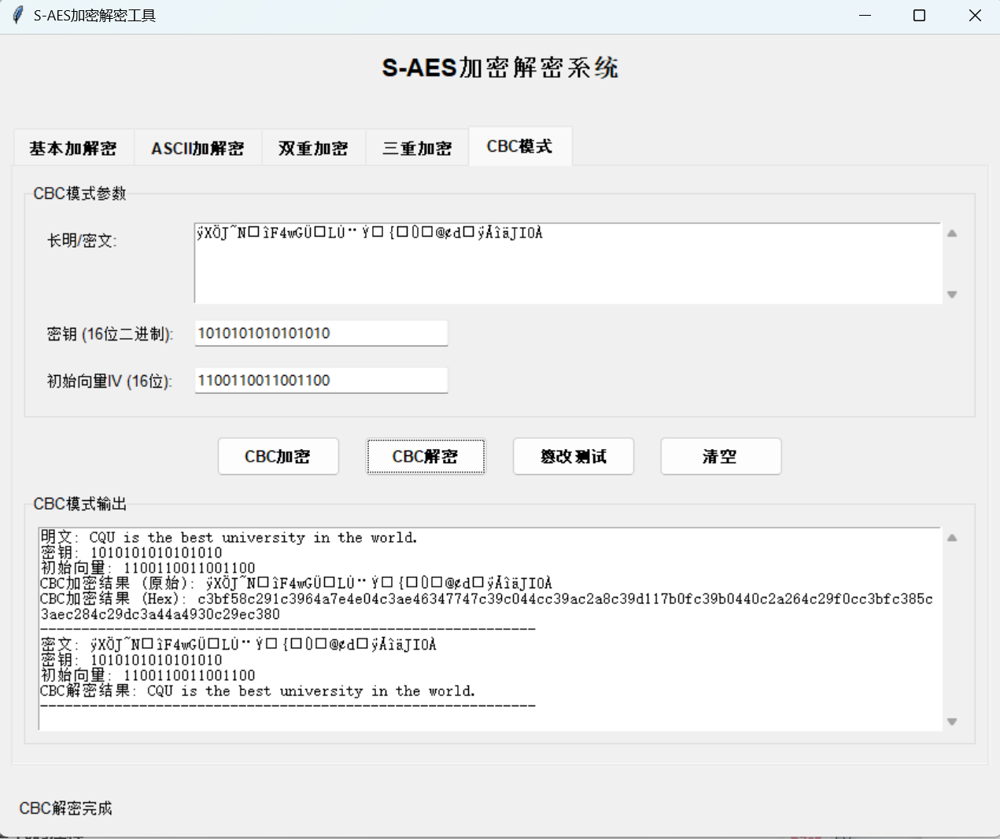 S-AES加密解密工具
S-AES加密解密系统
基本加解密 ASCII加解密 双重加密 三重加密 CBC模式
CBC模式参数
长明/密文:
ÿXÖJ˜N□îF4wGÜ□LÚ¨Ý□{□Û□@¢d□ÿÅîäJI0À
密钥 (16位二进制): 1010101010101010
初始向量IV (16位): 1100110011001100
CBC加密 CBC解密 篡改测试 清空
CBC模式输出
明文: CQU is the best university in the world.
密钥: 1010101010101010
初始向量: 1100110011001100
CBC加密结果 (原始): ÿXÖJ˜N□îF4wGÜ□LÚ¨Ý□{□Û□@¢d□ÿÅîäJI0À
CBC加密结果 (Hex): c3bf58c291c3964a7e4e04c3ae46347747c39c044cc39ac2a8c39d117b0fc39b0440c2a264c29f0cc3bfc385c
3aec284c29dc3a44a4930c29ec380
------------------------------------------------------------
密文: ÿXÖJ˜N□îF4wGÜ□LÚ¨Ý□{□Û□@¢d□ÿÅîäJI0À
密钥: 1010101010101010
初始向量: 1100110011001100
CBC解密结果: CQU is the best university in the world.
------------------------------------------------------------
CBC解密完成